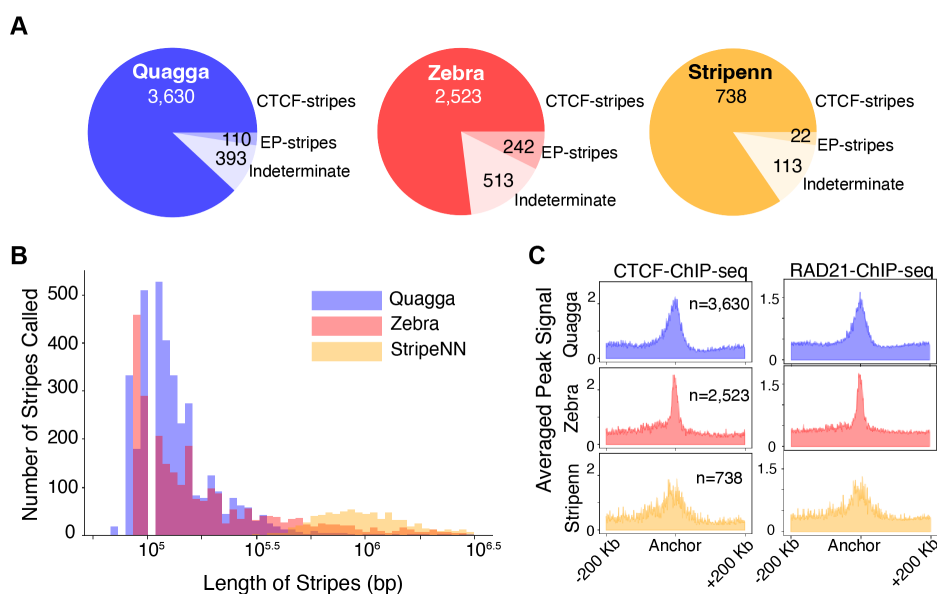 A
Quagga
3,630
CTCF-stripes
110
EP-stripes
393
Indeterminate
Zebra
2,523
CTCF-stripes
242
EP-stripes
513
Indeterminate
Stripenn
738
CTCF-stripes
22
EP-stripes
113
Indeterminate
B
Number of Stripes Called
500
400
300
200
100
0
Quagga
Zebra
StripeNN
10^5
10^5.5
10^6
10^6.5
Length of Stripes (bp)
C
CTCF-ChIP-seq
RAD21-ChIP-seq
Averaged Peak Signal
Quagga
2
0
n=3,630
1.5
0
Zebra
2
0
n=2,523
1.5
0
Stripenn
2
0
n=738
1.5
0
-200 Kb
Anchor
+200 Kb
-200 Kb
Anchor
+200 Kb